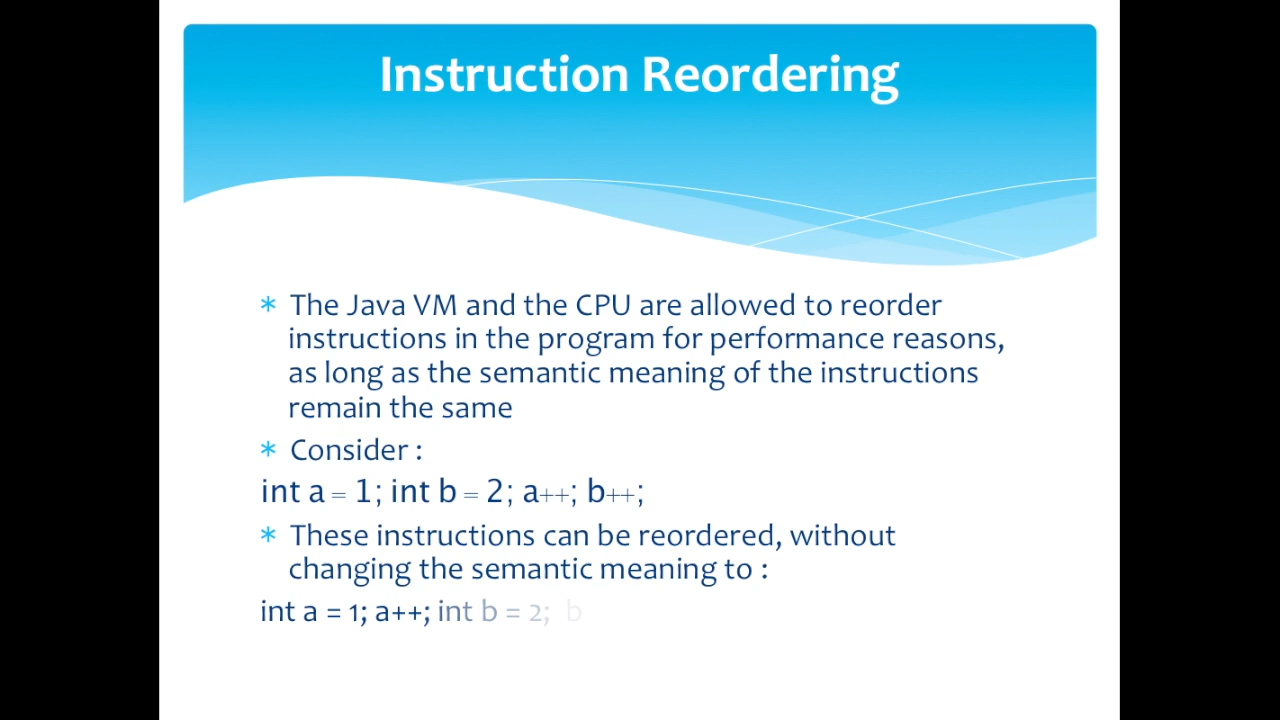 Instruction Reordering
* The Java VM and the CPU are allowed to reorder
instructions in the program for performance reasons,
as long as the semantic meaning of the instructions
remain the same
* Consider :
int a = 1; int b = 2; a++; b++;
* These instructions can be reordered, without
changing the semantic meaning to :
int a = 1; a++; int b = 2; b